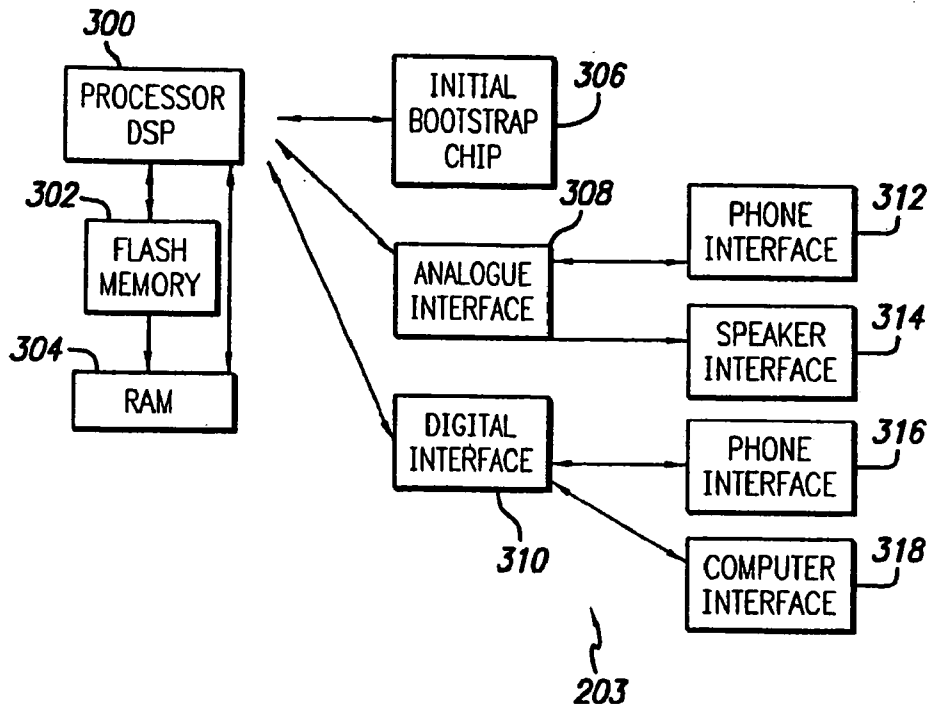 300
PROCESSOR
DSP
302
FLASH
MEMORY
304
RAM
INITIAL
BOOTSTRAP
CHIP
306
308
ANALOGUE
INTERFACE
DIGITAL
INTERFACE
310
PHONE
INTERFACE
312
SPEAKER
INTERFACE
314
PHONE
INTERFACE
316
COMPUTER
INTERFACE
318
203